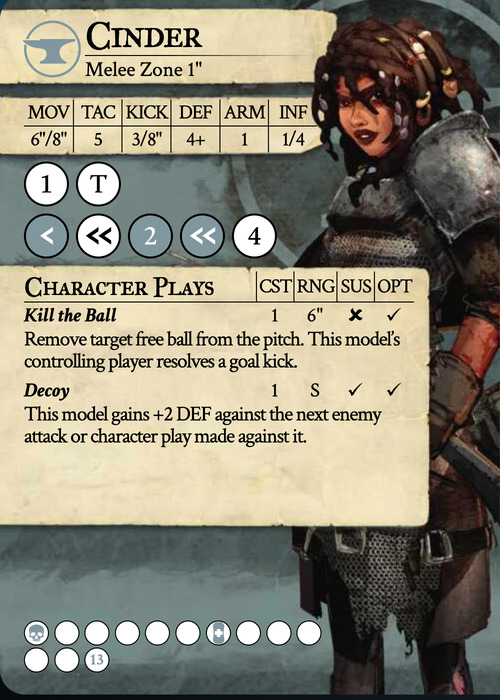 Cinder
Melee Zone 1"
MOV TAC KICK DEF ARM INF
6"/8" 5 3/8" 4+ 1 1/4
1 T
< << 2 << 4
Character Plays CST RNG SUS OPT
Kill the Ball 1 6" ✘ ✓
Remove target free ball from the pitch. This model's
controlling player resolves a goal kick.
Decoy 1 S ✓ ✓
This model gains +2 DEF against the next enemy
attack or character play made against it.
13